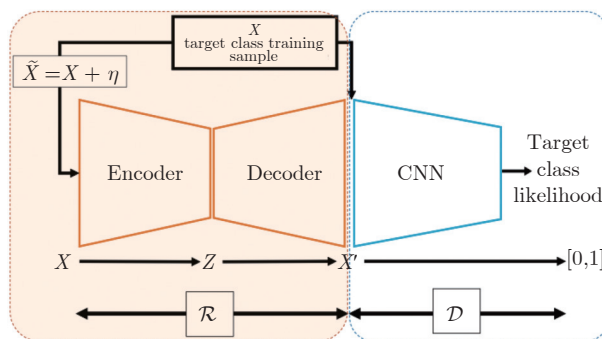 X
target class training
sample
X̃ = X + η
Encoder
Decoder
CNN
Target
class
likelihood
X
Z
X′
[0,1]
ℛ
𝒟